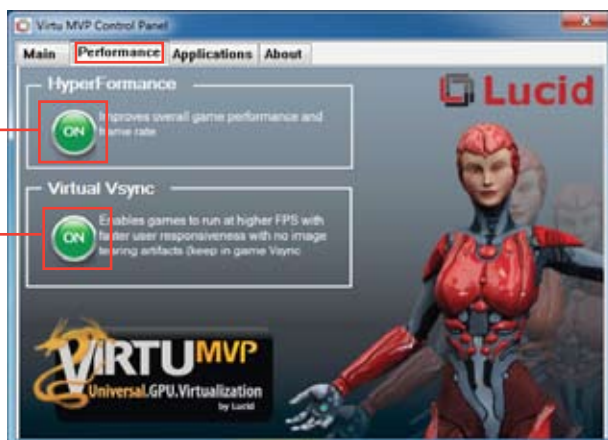 Virtu MVP Control Panel
Main Performance Applications About
HyperFormance
ON
Improves overall game performance and
frame rate
Lucid
Virtual Vsync
ON
Enables games to run at higher FPS with
faster user responsiveness with no image
tearing artifacts (keep in game Vsync
VIRTUMVP
Universal.GPU.Virtualization
by Lucid